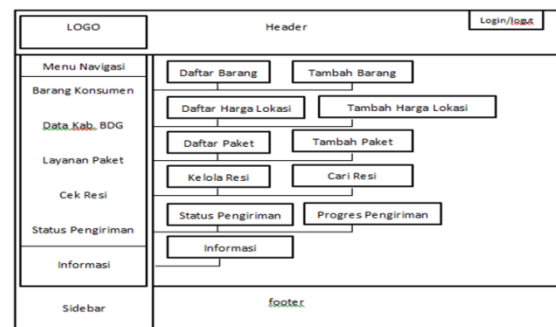 LOGO
Header
Login/logut
Menu Navigasi
Daftar Barang
Tambah Barang
Barang Konsumen
Daftar Harga Lokasi
Tambah Harga Lokasi
Data Kab. BDG
Daftar Paket
Tambah Paket
Layanan Paket
Kelola Resi
Cari Resi
Cek Resi
Status Pengiriman
Progres Pengiriman
Status Pengiriman
Informasi
Informasi
Sidebar
footer